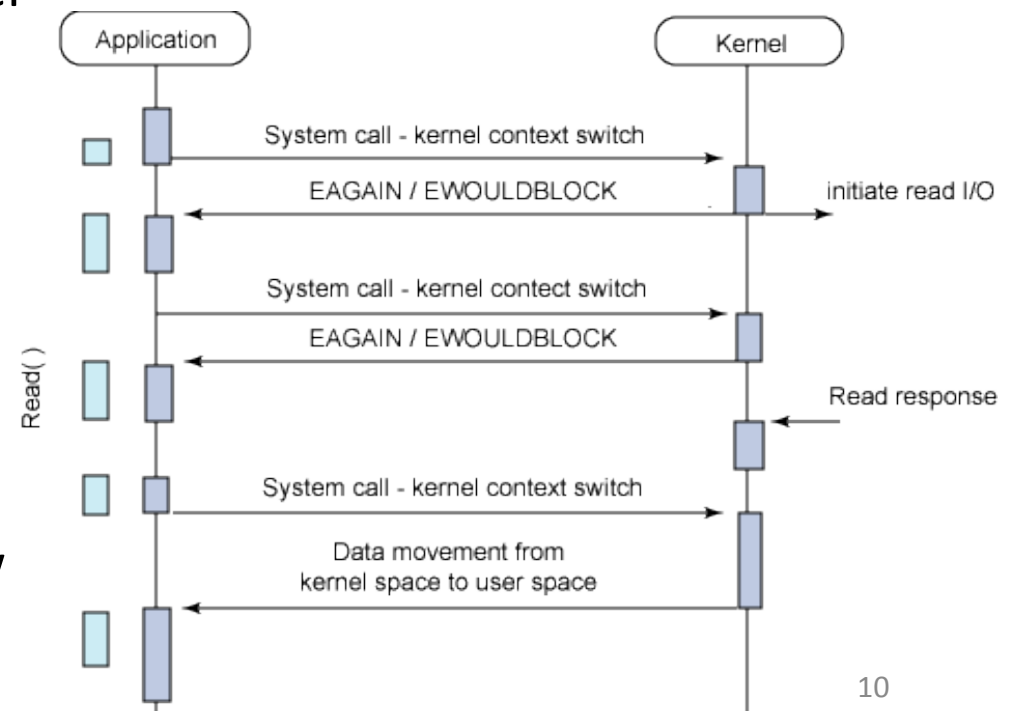 Application
Kernel
System call - kernel context switch
EAGAIN / EWOULDBLOCK
initiate read I/O
System call - kernel contect switch
EAGAIN / EWOULDBLOCK
Read( )
Read response
System call - kernel context switch
Data movement from
kernel space to user space
10